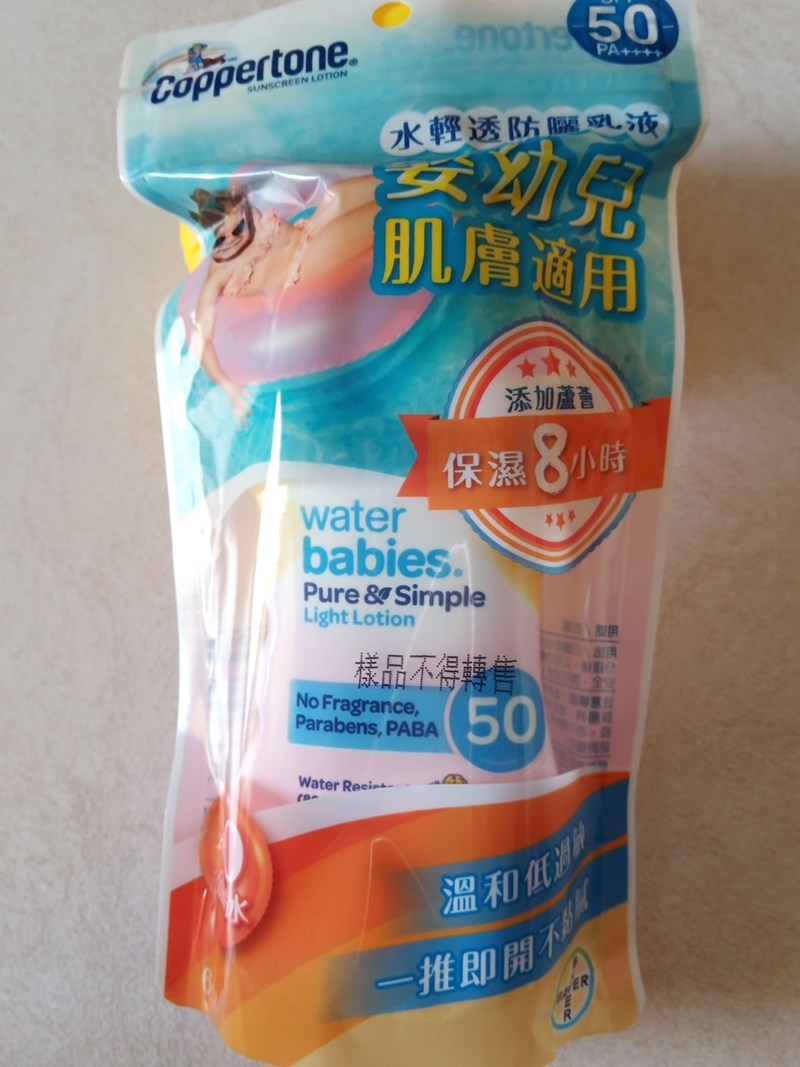 Coppertone®
SUNSCREEN LOTION
50
PA++++
水輕透防曬乳液
嬰幼兒
肌膚適用
添加蘆薈
保濕8小時
water
babies®
Pure & Simple
Light Lotion
樣品不得轉售
No Fragrance,
Parabens, PABA
50
Water
溫和低過敏
一推即開不黏膩
水
BAYER